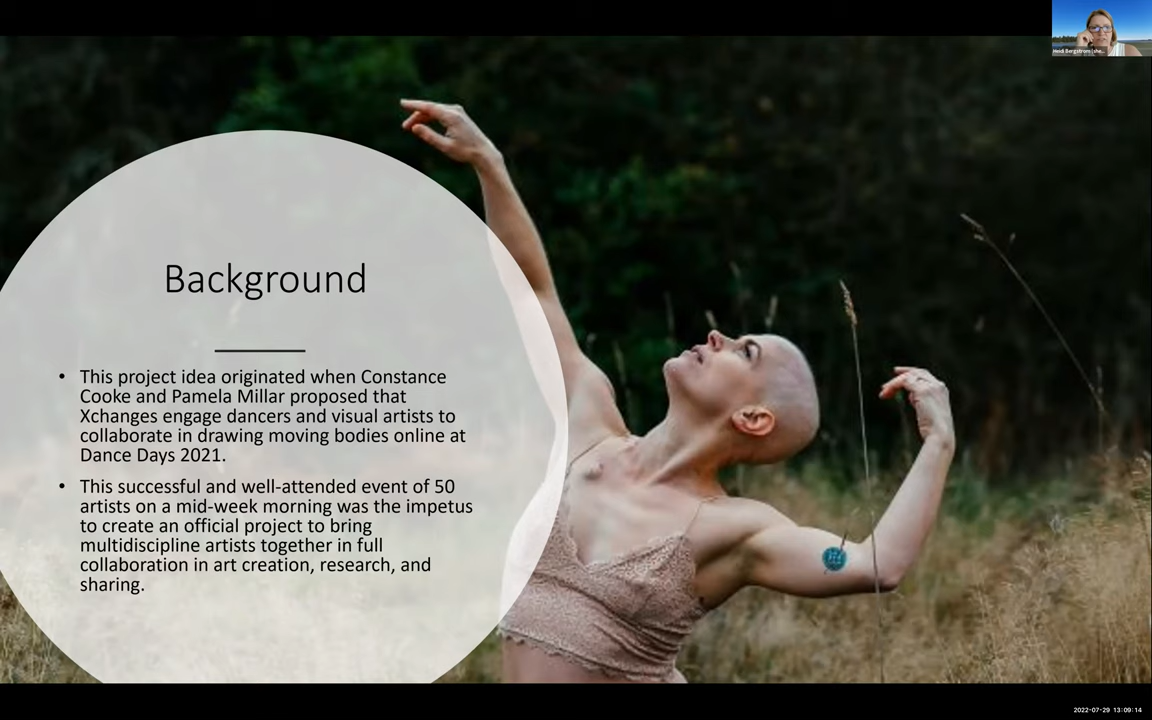 Heidi Bergstrom (she...
Background
• This project idea originated when Constance
Cooke and Pamela Millar proposed that
Xchanges engage dancers and visual artists to
collaborate in drawing moving bodies online at
Dance Days 2021.
• This successful and well-attended event of 50
artists on a mid-week morning was the impetus
to create an official project to bring
multidiscipline artists together in full
collaboration in art creation, research, and
sharing.
2022-07-29 13:09:14